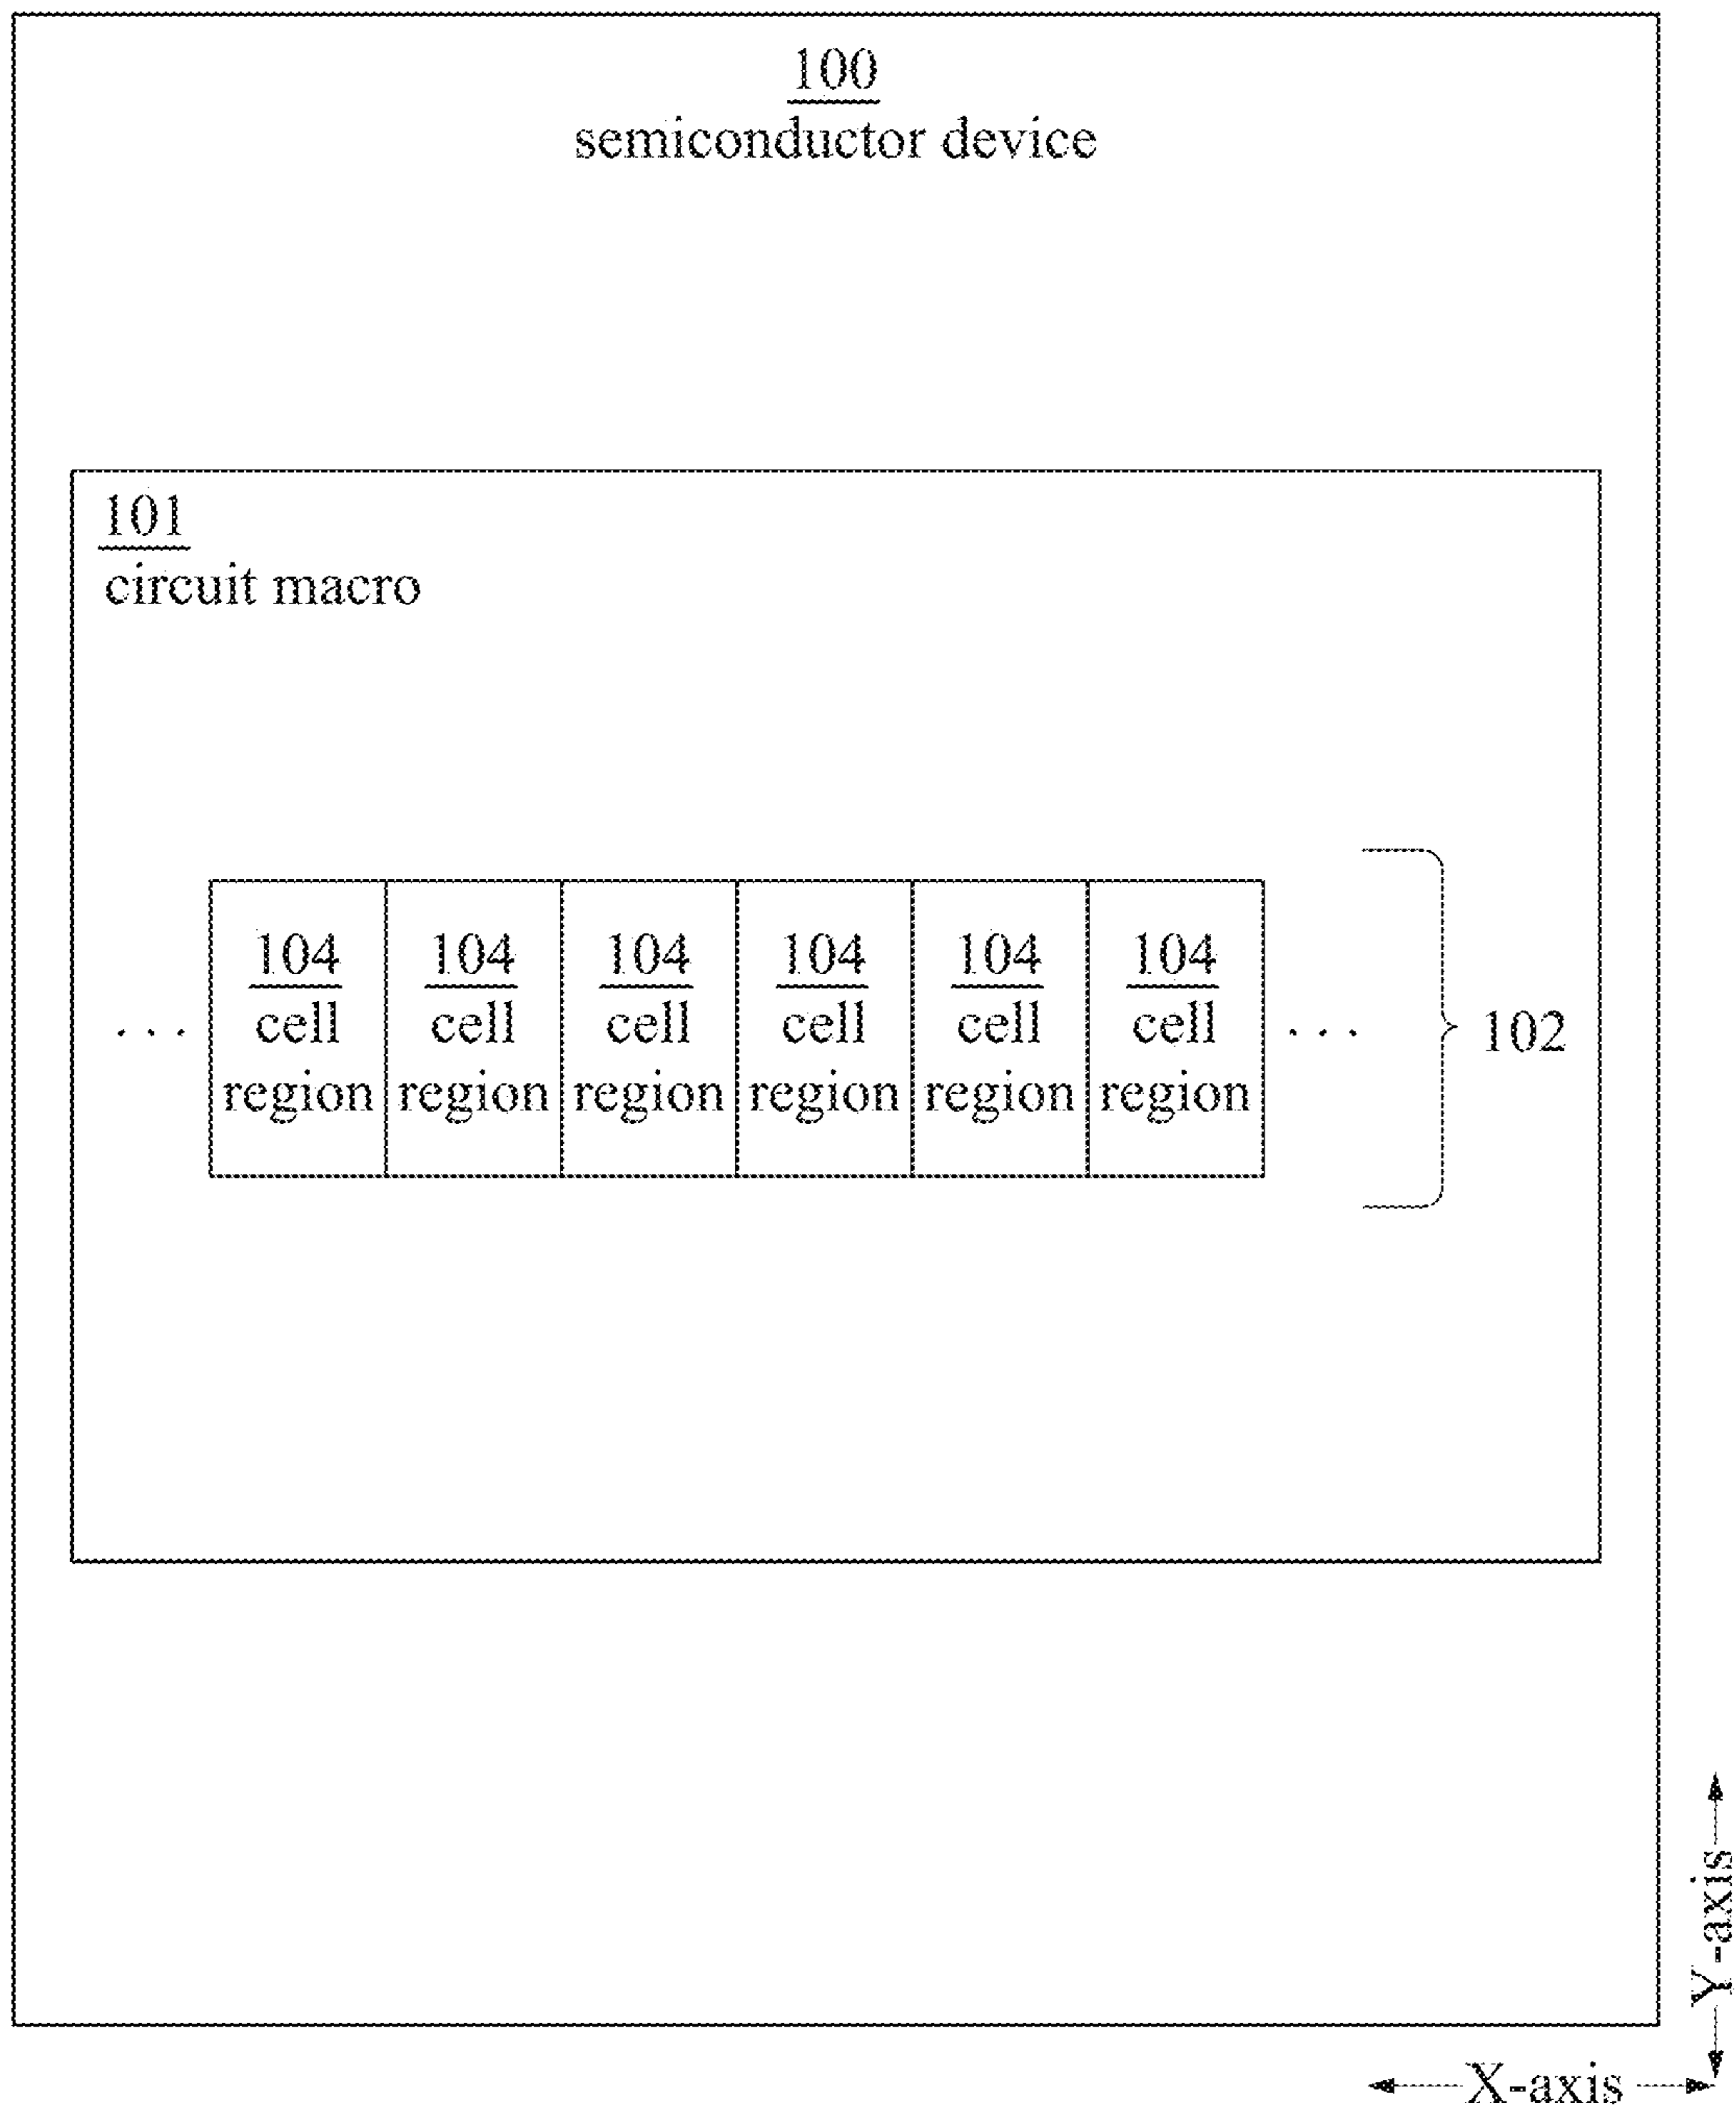 100
semiconductor device
101
circuit macro
104 104 104 104 104 104
cell cell cell cell cell cell
region region region region region region
. . . . . .
102
Y-axis
X-axis